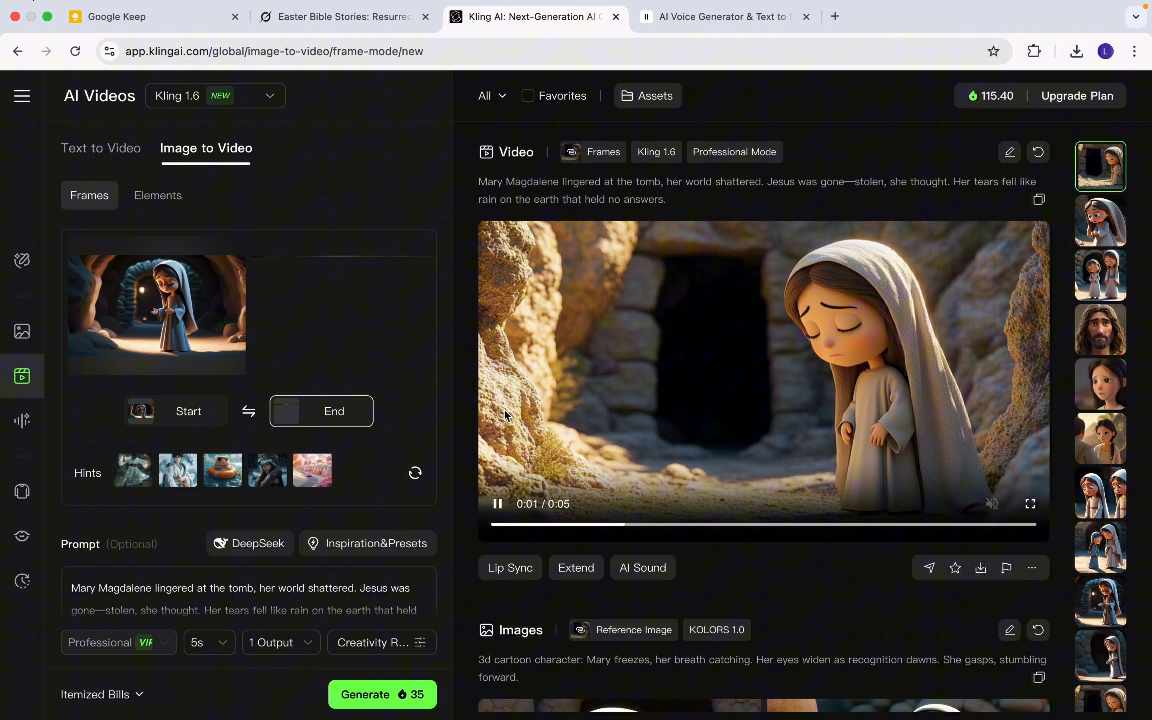 Google Keep
Easter Bible Stories: Resurrec
Kling AI: Next-Generation AI C
AI Voice Generator & Text to S
app.klingai.com/global/image-to-video/frame-mode/new
L
AI Videos
Kling 1.6 NEW
All
Favorites
Assets
115.40
Upgrade Plan
Text to Video
Image to Video
Frames
Elements
Start
End
Hints
Prompt (Optional)
DeepSeek
Inspiration&Presets
Mary Magdalene lingered at the tomb, her world shattered. Jesus was
gone—stolen, she thought. Her tears fell like rain on the earth that held
Professional VIP
5s
1 Output
Creativity R...
Itemized Bills
Generate 35
Video
Frames
Kling 1.6
Professional Mode
Mary Magdalene lingered at the tomb, her world shattered. Jesus was gone—stolen, she thought. Her tears fell like
rain on the earth that held no answers.
0:01 / 0:05
Lip Sync
Extend
AI Sound
Images
Reference Image
KOLORS 1.0
3d cartoon character: Mary freezes, her breath catching. Her eyes widen as recognition dawns. She gasps, stumbling
forward.